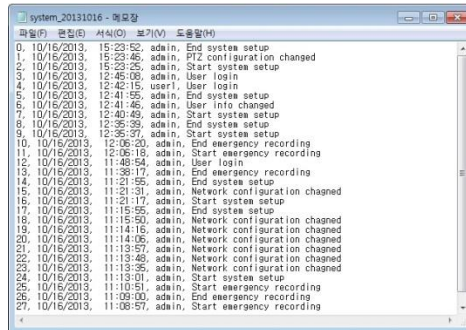 system_20131016 - 메모장
파일(F) 편집(E) 서식(O) 보기(V) 도움말(H)
0, 10/16/2013, 15:23:52, admin, End system setup
1, 10/16/2013, 15:23:46, admin, PTZ configuration changed
2, 10/16/2013, 15:23:25, admin, Start system setup
3, 10/16/2013, 12:45:08, admin, User login
4, 10/16/2013, 12:42:15, user1, User login
5, 10/16/2013, 12:41:55, admin, End system setup
6, 10/16/2013, 12:41:46, admin, User info changed
7, 10/16/2013, 12:40:49, admin, Start system setup
8, 10/16/2013, 12:35:39, admin, End system setup
9, 10/16/2013, 12:35:37, admin, Start system setup
10, 10/16/2013, 12:06:20, admin, End emergency recording
11, 10/16/2013, 12:06:18, admin, Start emergency recording
12, 10/16/2013, 11:48:54, admin, User login
13, 10/16/2013, 11:38:17, admin, End emergency recording
14, 10/16/2013, 11:21:55, admin, End system setup
15, 10/16/2013, 11:21:31, admin, Network configuration chagned
16, 10/16/2013, 11:21:17, admin, Start system setup
17, 10/16/2013, 11:15:55, admin, End system setup
18, 10/16/2013, 11:15:50, admin, Network configuration chagned
19, 10/16/2013, 11:14:16, admin, Network configuration chagned
20, 10/16/2013, 11:14:06, admin, Network configuration chagned
21, 10/16/2013, 11:13:57, admin, Network configuration chagned
22, 10/16/2013, 11:13:48, admin, Network configuration chagned
23, 10/16/2013, 11:13:35, admin, Network configuration chagned
24, 10/16/2013, 11:13:01, admin, Start system setup
25, 10/16/2013, 11:10:51, admin, Start emergency recording
26, 10/16/2013, 11:09:00, admin, End emergency recording
27, 10/16/2013, 11:08:57, admin, Start emergency recording